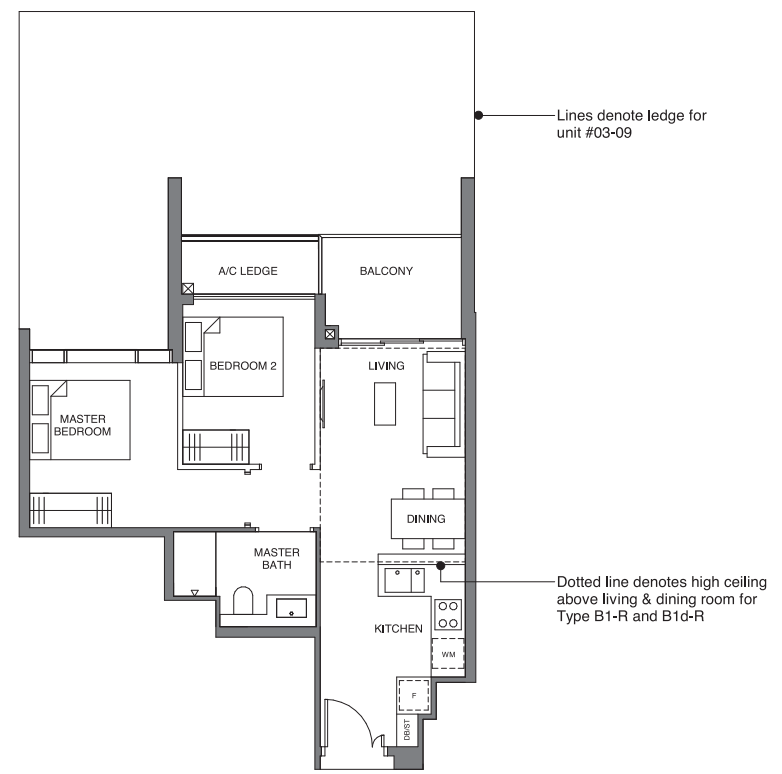 Lines denote ledge for
unit #03-09
A/C LEDGE
BALCONY
BEDROOM 2
LIVING
MASTER
BEDROOM
DINING
MASTER
BATH
Dotted line denotes high ceiling
above living & dining room for
Type B1-R and B1d-R
KITCHEN
WM
F
DB/ST